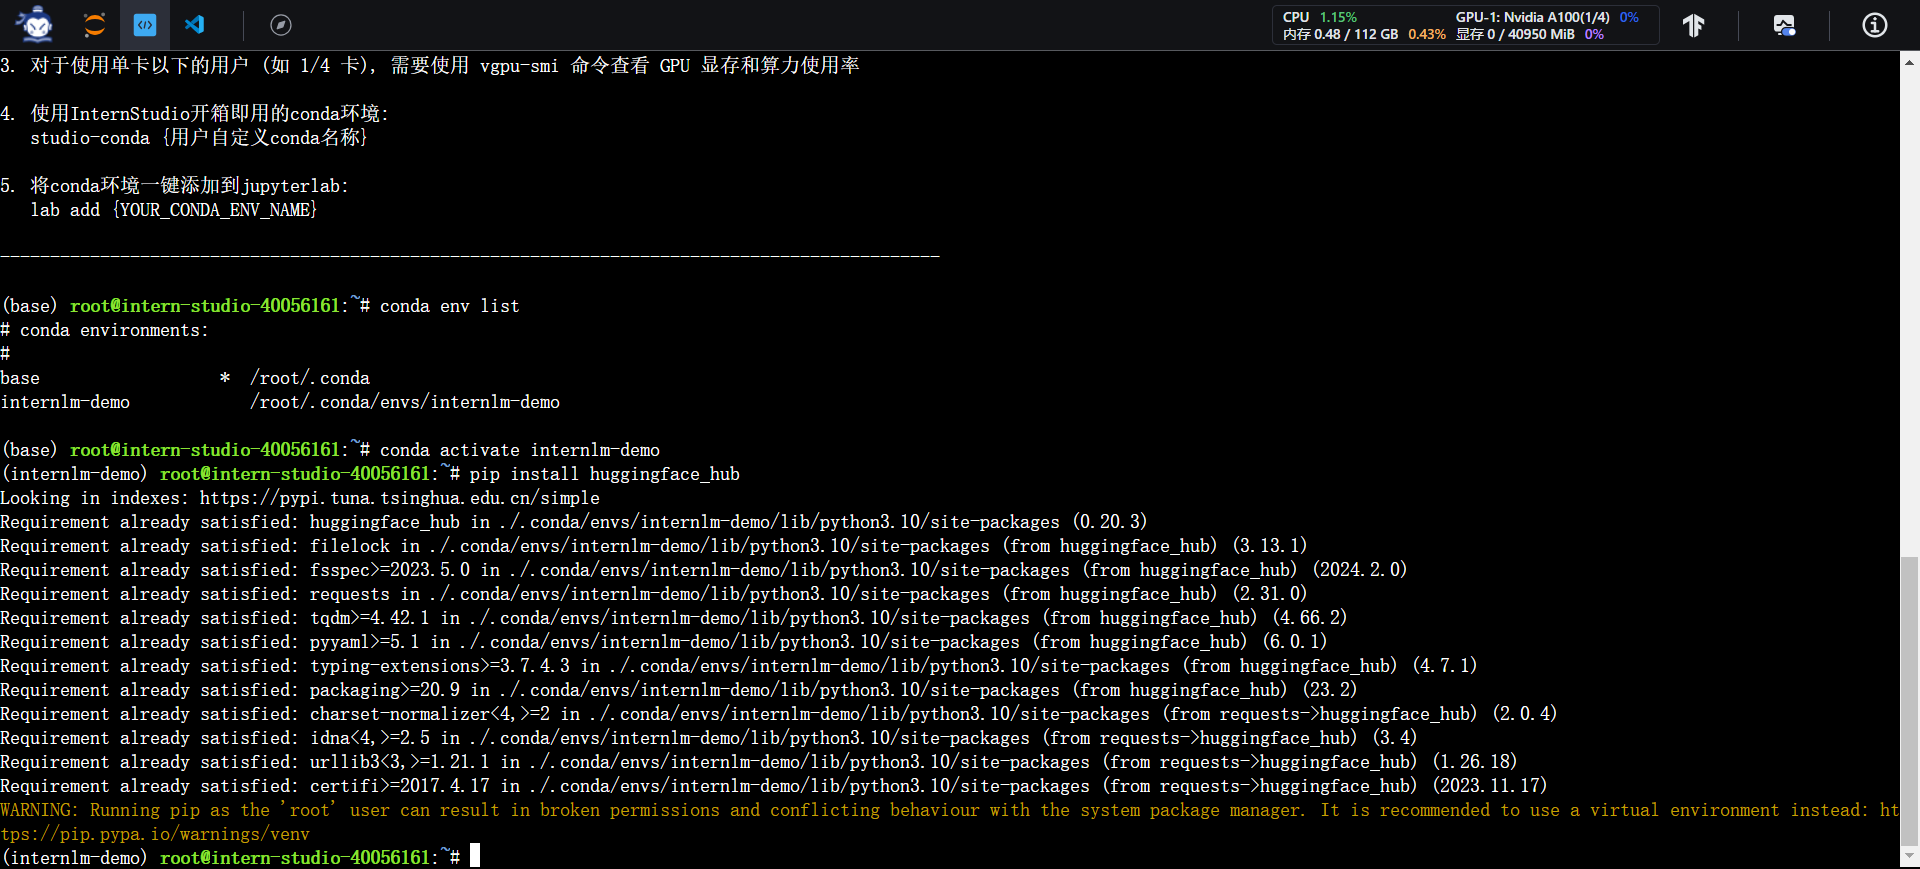 CPU 1.15% GPU-1: Nvidia A100(1/4) 0%
内存 0.48 / 112 GB 0.43% 显存 0 / 40950 MiB 0%
3. 对于使用单卡以下的用户 (如 1/4 卡), 需要使用 vgpu-smi 命令查看 GPU 显存和算力使用率
4. 使用InternStudio开箱即用的conda环境:
studio-conda {用户自定义conda名称}
5. 将conda环境一键添加到jupyterlab:
lab add {YOUR_CONDA_ENV_NAME}
----------------------------------------------------------------------------------------------
(base) root@intern-studio-40056161:~# conda env list
# conda environments:
#
base * /root/.conda
internlm-demo /root/.conda/envs/internlm-demo
(base) root@intern-studio-40056161:~# conda activate internlm-demo
(internlm-demo) root@intern-studio-40056161:~# pip install huggingface_hub
Looking in indexes: https://pypi.tuna.tsinghua.edu.cn/simple
Requirement already satisfied: huggingface_hub in ./.conda/envs/internlm-demo/lib/python3.10/site-packages (0.20.3)
Requirement already satisfied: filelock in ./.conda/envs/internlm-demo/lib/python3.10/site-packages (from huggingface_hub) (3.13.1)
Requirement already satisfied: fsspec>=2023.5.0 in ./.conda/envs/internlm-demo/lib/python3.10/site-packages (from huggingface_hub) (2024.2.0)
Requirement already satisfied: requests in ./.conda/envs/internlm-demo/lib/python3.10/site-packages (from huggingface_hub) (2.31.0)
Requirement already satisfied: tqdm>=4.42.1 in ./.conda/envs/internlm-demo/lib/python3.10/site-packages (from huggingface_hub) (4.66.2)
Requirement already satisfied: pyyaml>=5.1 in ./.conda/envs/internlm-demo/lib/python3.10/site-packages (from huggingface_hub) (6.0.1)
Requirement already satisfied: typing-extensions>=3.7.4.3 in ./.conda/envs/internlm-demo/lib/python3.10/site-packages (from huggingface_hub) (4.7.1)
Requirement already satisfied: packaging>=20.9 in ./.conda/envs/internlm-demo/lib/python3.10/site-packages (from huggingface_hub) (23.2)
Requirement already satisfied: charset-normalizer<4,>=2 in ./.conda/envs/internlm-demo/lib/python3.10/site-packages (from requests->huggingface_hub) (2.0.4)
Requirement already satisfied: idna<4,>=2.5 in ./.conda/envs/internlm-demo/lib/python3.10/site-packages (from requests->huggingface_hub) (3.4)
Requirement already satisfied: urllib3<3,>=1.21.1 in ./.conda/envs/internlm-demo/lib/python3.10/site-packages (from requests->huggingface_hub) (1.26.18)
Requirement already satisfied: certifi>=2017.4.17 in ./.conda/envs/internlm-demo/lib/python3.10/site-packages (from requests->huggingface_hub) (2023.11.17)
WARNING: Running pip as the 'root' user can result in broken permissions and conflicting behaviour with the system package manager. It is recommended to use a virtual environment instead: ht
tps://pip.pypa.io/warnings/venv
(internlm-demo) root@intern-studio-40056161:~#